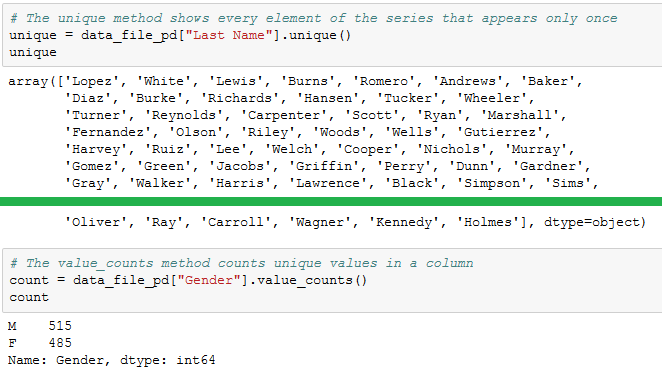 # The unique method shows every element of the series that appears only once
unique = data_file_pd["Last Name"].unique()
unique
array(['Lopez', 'White', 'Lewis', 'Burns', 'Romero', 'Andrews', 'Baker',
'Diaz', 'Burke', 'Richards', 'Hansen', 'Tucker', 'Wheeler',
'Turner', 'Reynolds', 'Carpenter', 'Scott', 'Ryan', 'Marshall',
'Fernandez', 'Olson', 'Riley', 'Woods', 'Wells', 'Gutierrez',
'Harvey', 'Ruiz', 'Lee', 'Welch', 'Cooper', 'Nichols', 'Murray',
'Gomez', 'Green', 'Jacobs', 'Griffin', 'Perry', 'Dunn', 'Gardner',
'Gray', 'Walker', 'Harris', 'Lawrence', 'Black', 'Simpson', 'Sims',
'Oliver', 'Ray', 'Carroll', 'Wagner', 'Kennedy', 'Holmes'], dtype=object)
# The value_counts method counts unique values in a column
count = data_file_pd["Gender"].value_counts()
count
M 515
F 485
Name: Gender, dtype: int64